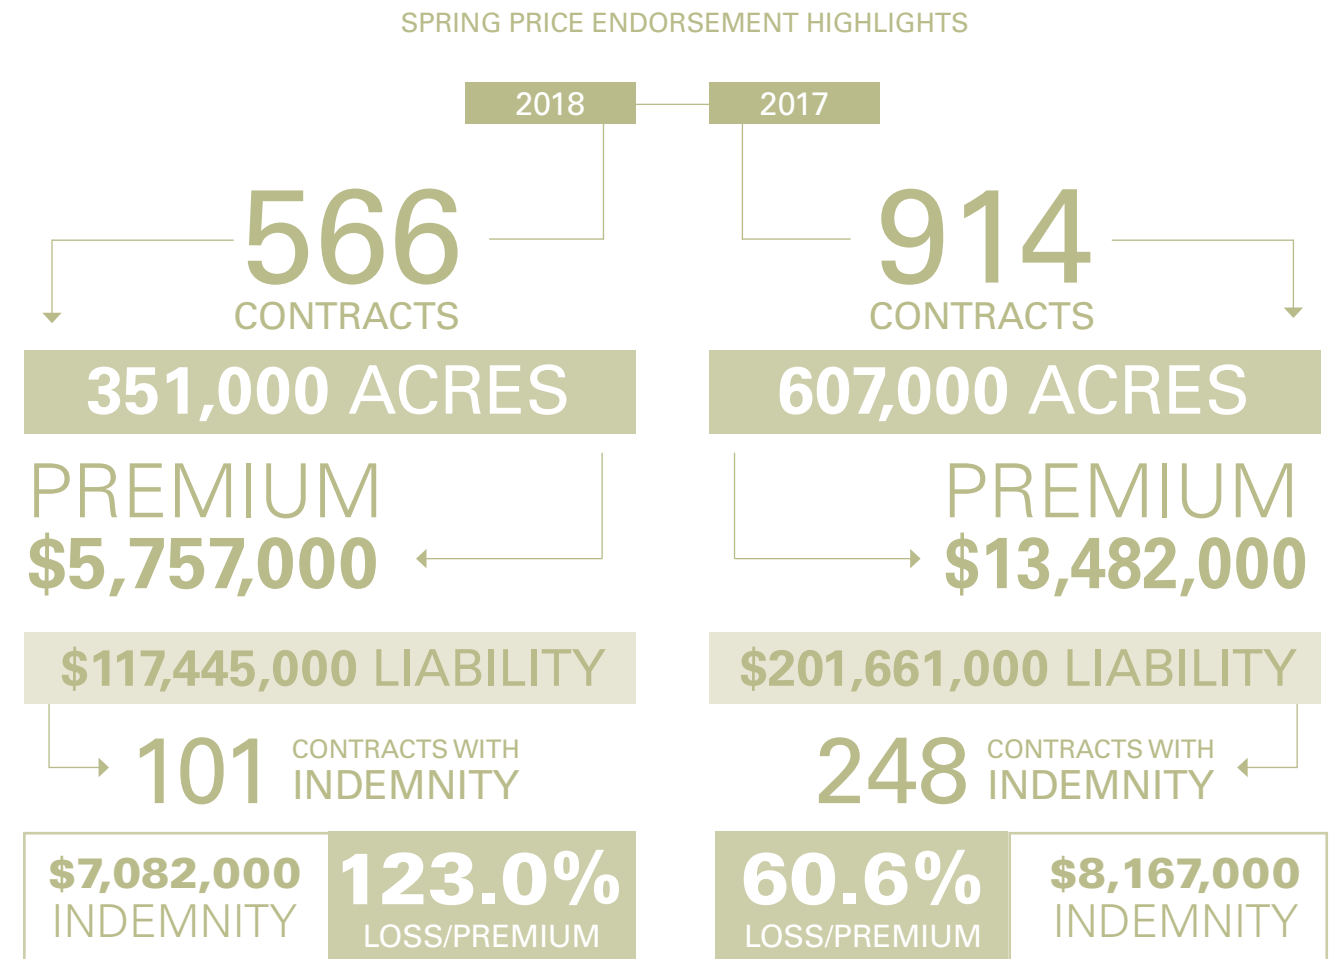 SPRING PRICE ENDORSEMENT HIGHLIGHTS
2018
566
CONTRACTS
351,000 ACRES
PREMIUM
$5,757,000
$117,445,000 LIABILITY
101 CONTRACTS WITH
INDEMNITY
$7,082,000
INDEMNITY
123.0%
LOSS/PREMIUM
2017
914
CONTRACTS
607,000 ACRES
PREMIUM
$13,482,000
$201,661,000 LIABILITY
248 CONTRACTS WITH
INDEMNITY
60.6%
LOSS/PREMIUM
$8,167,000
INDEMNITY